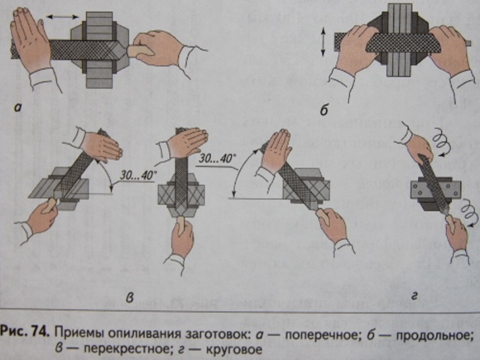 а
б
30...40°
30...40°
в
г
Рис. 74. Приемы опиливания заготовок: а — поперечное; б — продольное;
в — перекрестное; г — круговое